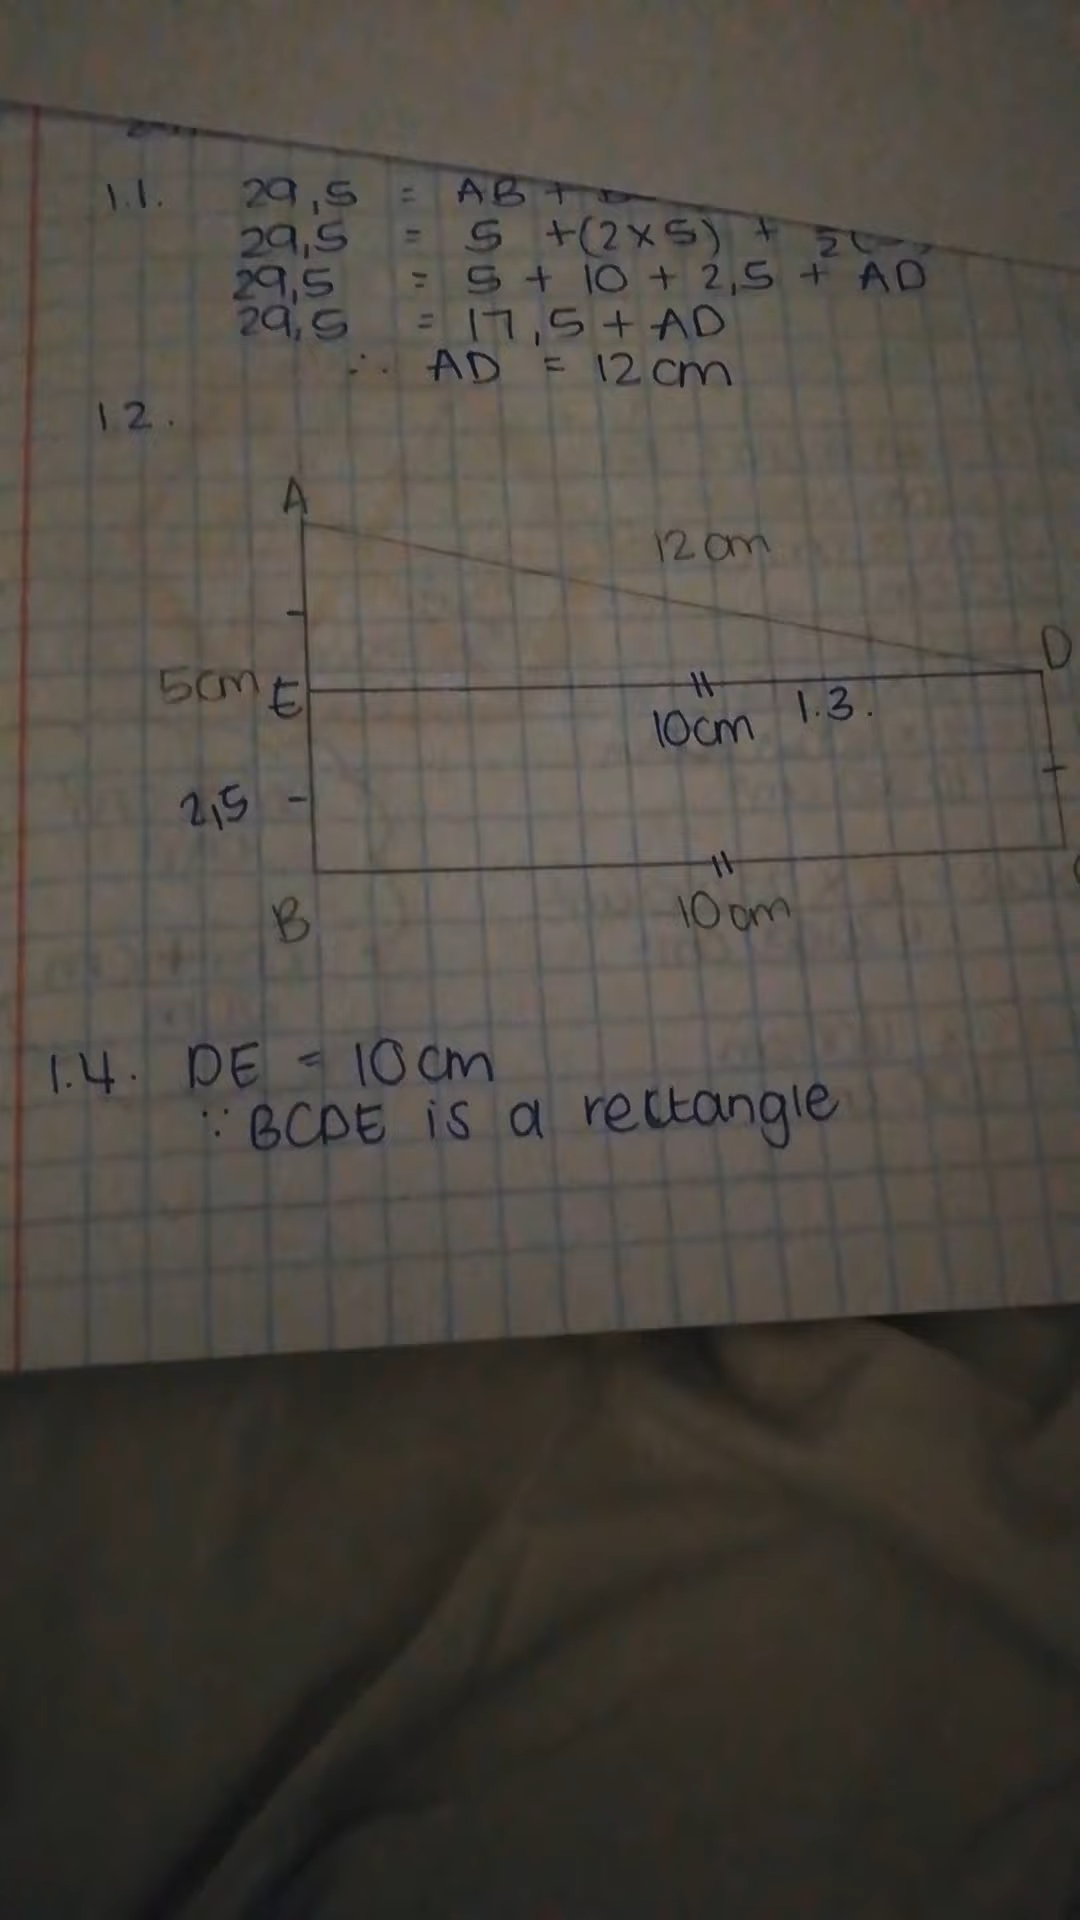 1.1. 29,5 = AB +
29,5 = 5 + (2 × 5) +
29,5 = 5 + 10 + 2,5 + AD
29,5 = 17,5 + AD
∴ AD = 12 cm
1 2.
A
12 cm
D
5cm E
10cm 1.3.
2,5
10 cm
B
1.4. DE = 10 cm
∵ BCDE is a rectangle